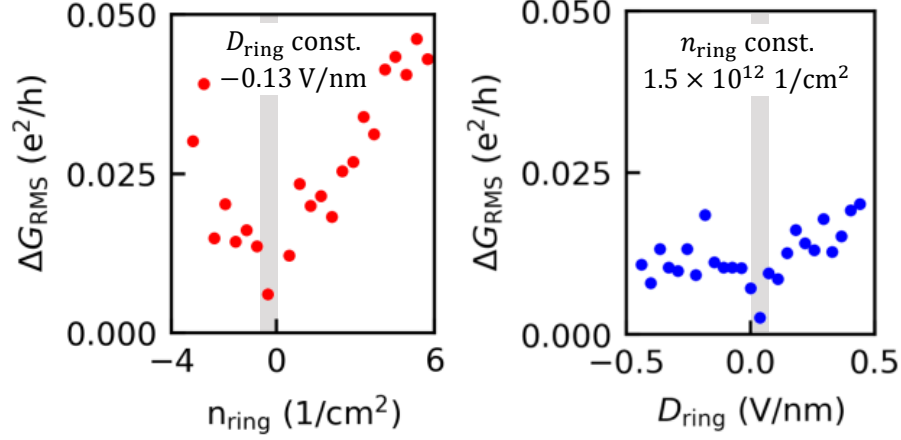 0.050
0.025
0.000
ΔG_RMS (e²/h)
D_ring const.
−0.13 V/nm
−4
0
6
n_ring (1/cm²)
0.050
0.025
0.000
ΔG_RMS (e²/h)
n_ring const.
1.5 × 10¹² 1/cm²
−0.5
0.0
0.5
D_ring (V/nm)